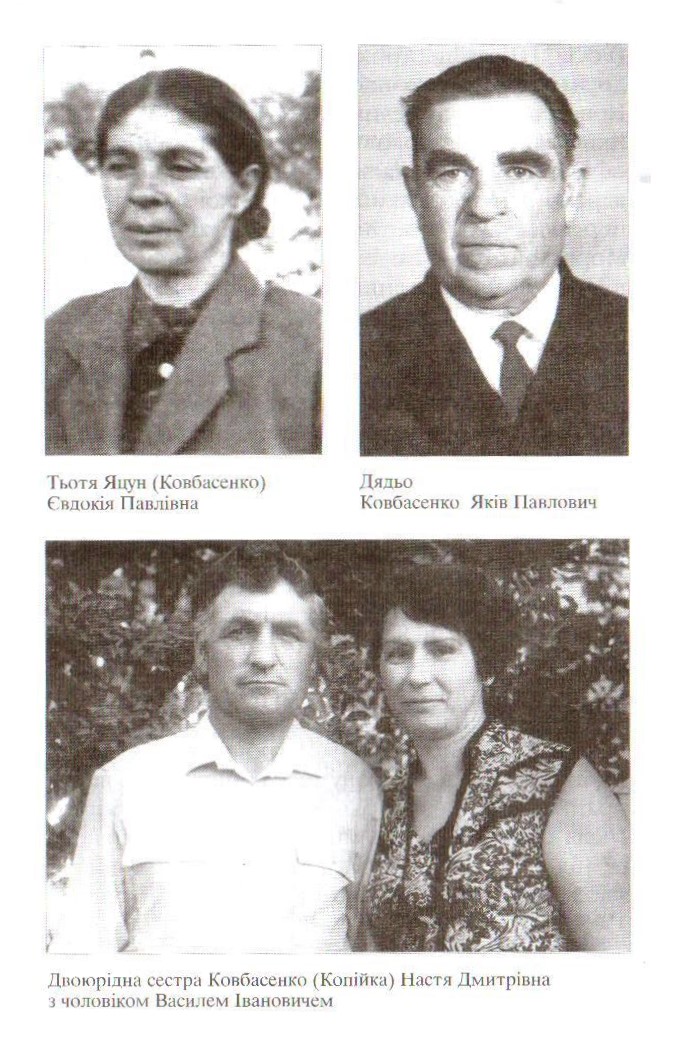 Тьотя Яцун (Ковбасенко)
Євдокія Павлівна
Дядьо
Ковбасенко Яків Павлович
Двоюрідна сестра Ковбасенко (Копійка) Настя Дмитрівна
з чоловіком Василем Івановичем